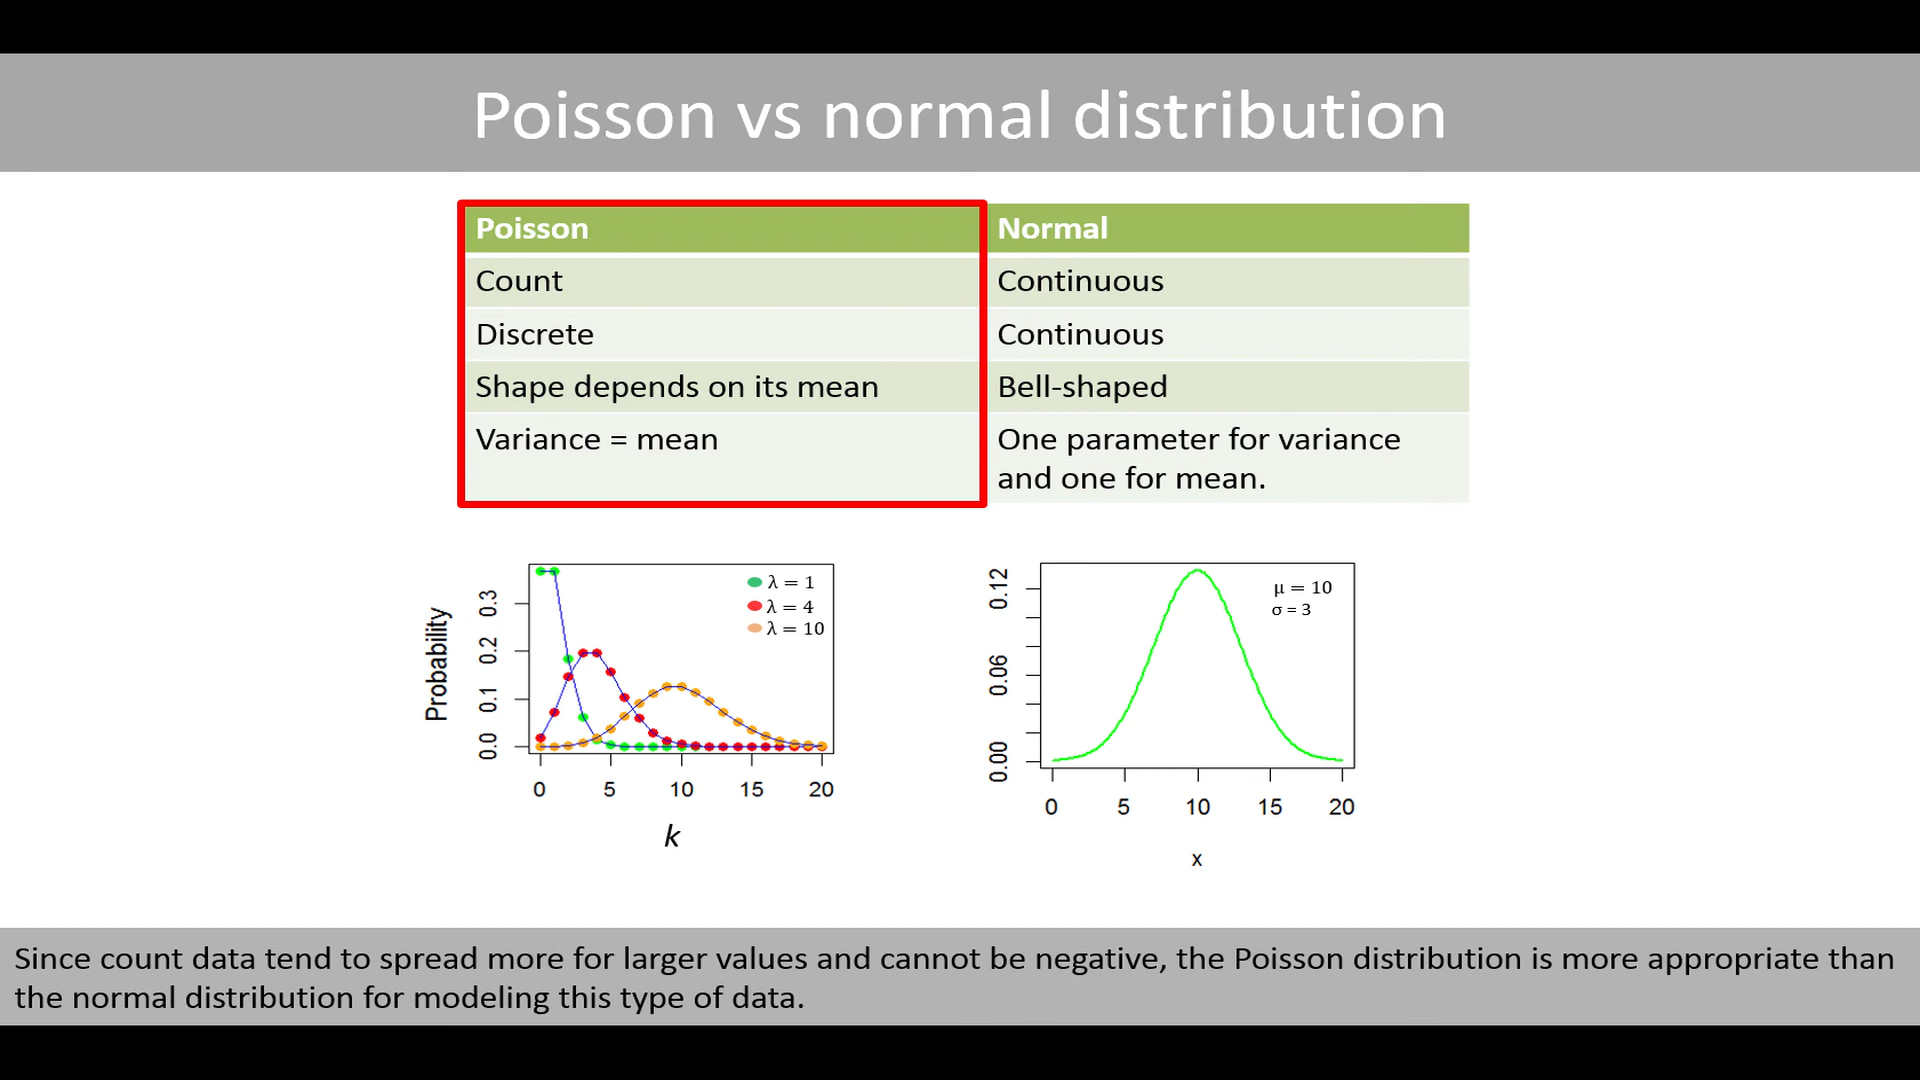 Poisson vs normal distribution
Poisson Normal
Count Continuous
Discrete Continuous
Shape depends on its mean Bell-shaped
Variance = mean One parameter for variance
and one for mean.
Probability
0.3
0.2
0.1
0.0
λ = 1
λ = 4
λ = 10
0 5 10 15 20
k
0.12
0.06
0.00
μ = 10
σ = 3
0 5 10 15 20
x
Since count data tend to spread more for larger values and cannot be negative, the Poisson distribution is more appropriate than
the normal distribution for modeling this type of data.